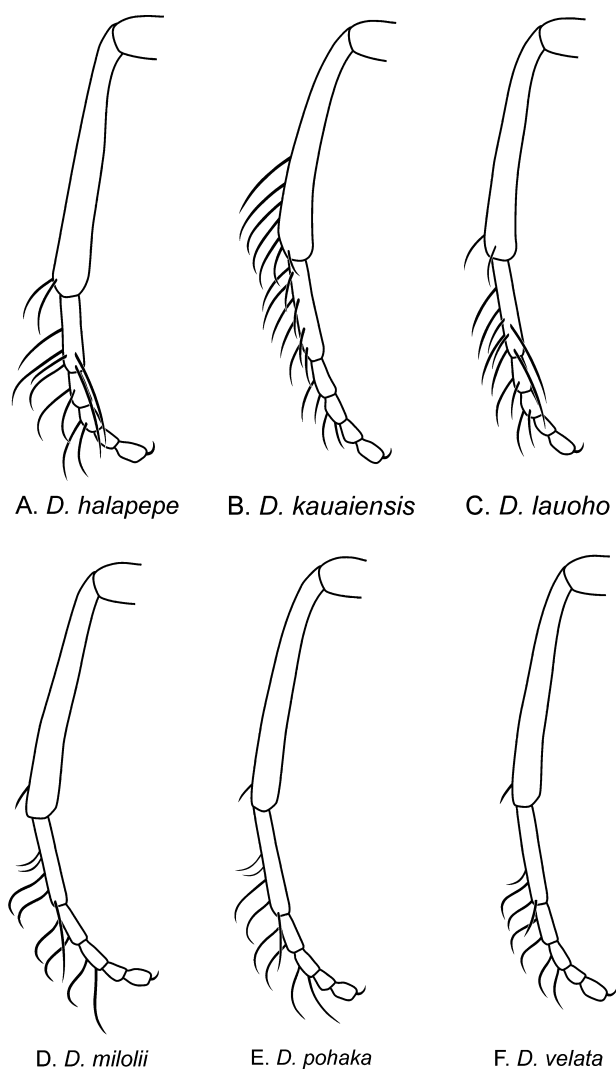 A. D. halapepe
B. D. kauaiensis
C. D. lauoho
D. D. milolii
E. D. pohaka
F. D. velata